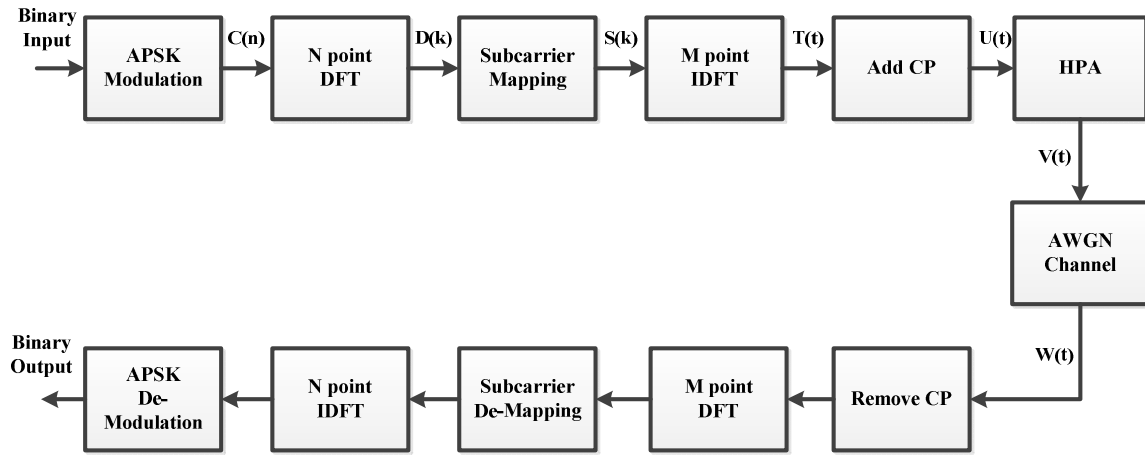 Binary
Input
APSK
Modulation
C(n)
N point
DFT
D(k)
Subcarrier
Mapping
S(k)
M point
IDFT
T(t)
Add CP
U(t)
HPA
V(t)
AWGN
Channel
W(t)
Remove CP
M point
DFT
Subcarrier
De-Mapping
N point
IDFT
APSK
De-
Modulation
Binary
Output